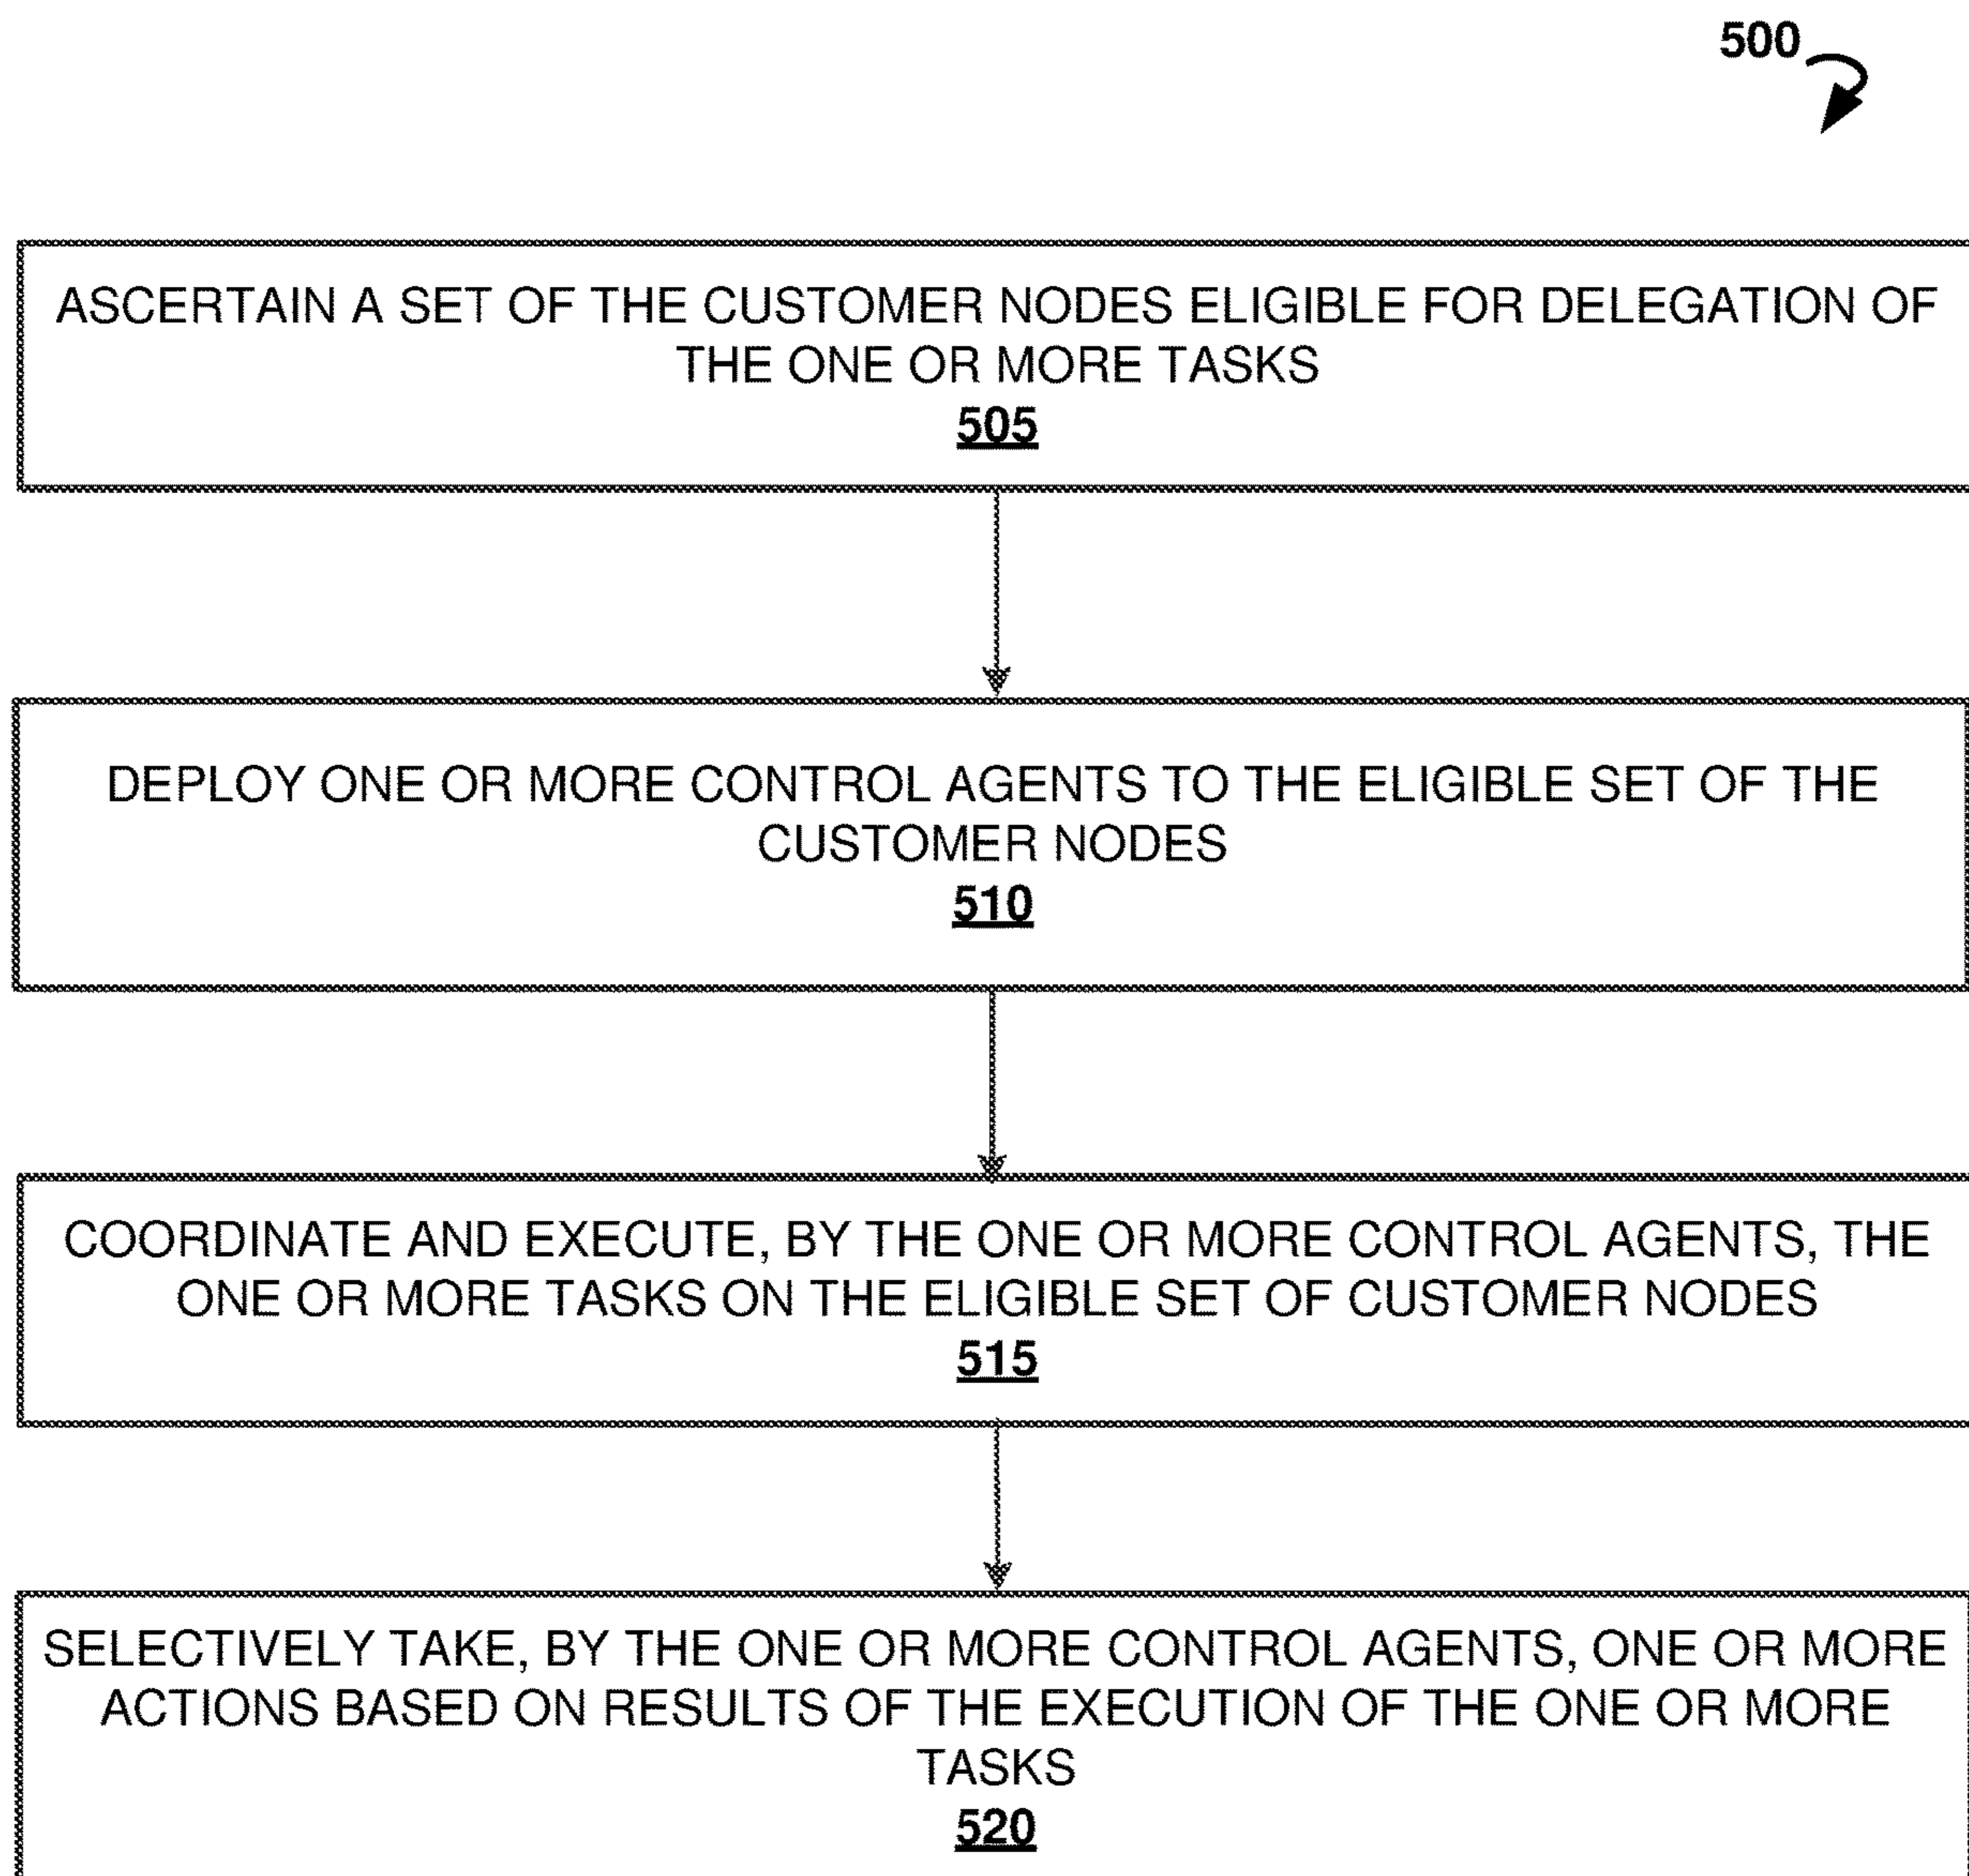 500
ASCERTAIN A SET OF THE CUSTOMER NODES ELIGIBLE FOR DELEGATION OF
THE ONE OR MORE TASKS
505
DEPLOY ONE OR MORE CONTROL AGENTS TO THE ELIGIBLE SET OF THE
CUSTOMER NODES
510
COORDINATE AND EXECUTE, BY THE ONE OR MORE CONTROL AGENTS, THE
ONE OR MORE TASKS ON THE ELIGIBLE SET OF CUSTOMER NODES
515
SELECTIVELY TAKE, BY THE ONE OR MORE CONTROL AGENTS, ONE OR MORE
ACTIONS BASED ON RESULTS OF THE EXECUTION OF THE ONE OR MORE
TASKS
520